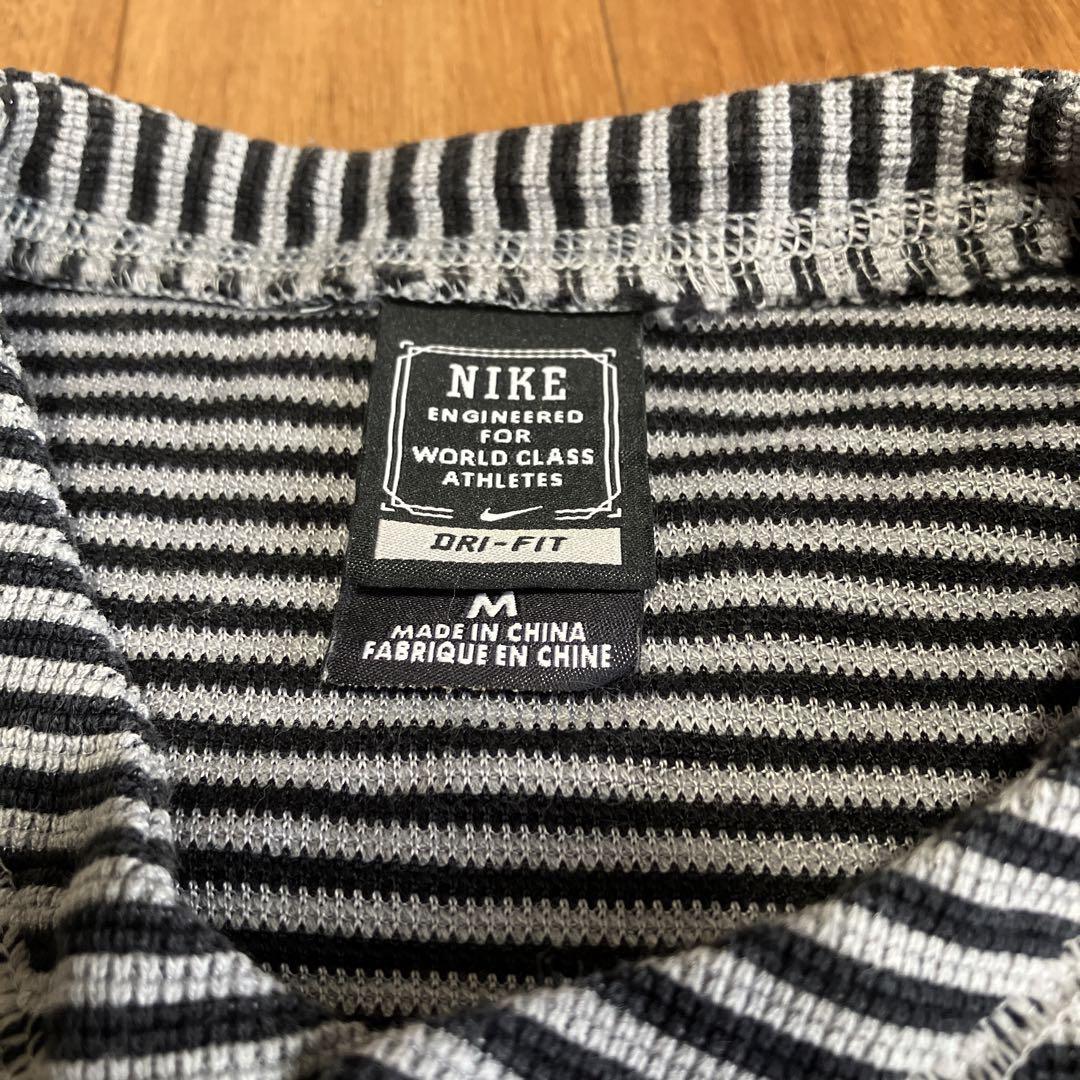 NIKE
ENGINEERED
FOR
WORLD CLASS
ATHLETES
DRI-FIT
M
MADE IN CHINA
FABRIQUE EN CHINE